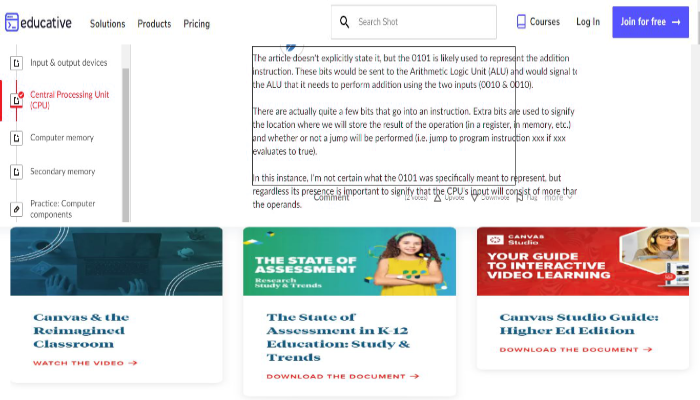 educative
Solutions Products Pricing
Search Shot
Courses Log In Join for free →
Input & output devices
Central Processing Unit
(CPU)
Computer memory
Secondary memory
Practice: Computer
components
The article doesn't explicitly state it, but the 0101 is likely used to represent the addition
instruction. These bits would be sent to the Arithmetic Logic Unit (ALU) and would signal to
the ALU that it needs to perform addition using the two inputs (0010 & 0010).
There are actually quite a few bits that go into an instruction. Extra bits are used to signify
the location where we will store the result of the operation (in a register, in memory, etc.)
and whether or not a jump will be performed (i.e. jump to program instruction xxx if xxx
evaluates to true).
In this instance, I'm not certain what the 0101 was specifically meant to represent, but
regardless its presence is important to signify that the CPU's input will consist of more than
the operands.
Comment (2 votes) Upvote Downvote Flag more
Canvas & the
Reimagined
Classroom
WATCH THE VIDEO →
THE STATE OF
ASSESSMENT
Research
Study & Trends
The State of
Assessment in K-12
Education: Study &
Trends
DOWNLOAD THE DOCUMENT →
CANVAS
Studio
YOUR GUIDE
TO INTERACTIVE
VIDEO LEARNING
Canvas Studio Guide:
Higher Ed Edition
DOWNLOAD THE DOCUMENT →